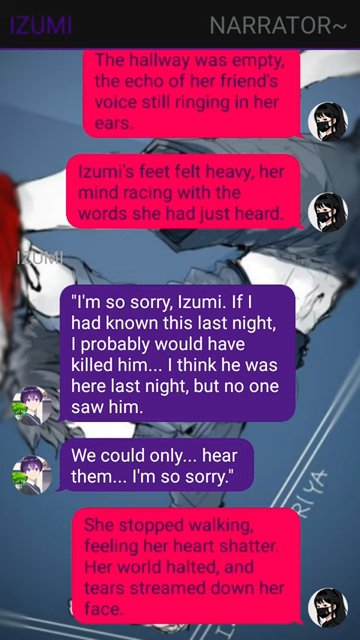 IZUMI NARRATOR~
The hallway was empty,
the echo of her friend's
voice still ringing in her
ears.
Izumi's feet felt heavy, her
mind racing with the
words she had just heard.
IZUMI
"I'm so sorry, Izumi. If I
had known this last night,
I probably would have
killed him... I think he was
here last night, but no one
saw him.
We could only... hear
them... I'm so sorry."
RIYA
She stopped walking,
feeling her heart shatter.
Her world halted, and
tears streamed down her
face.